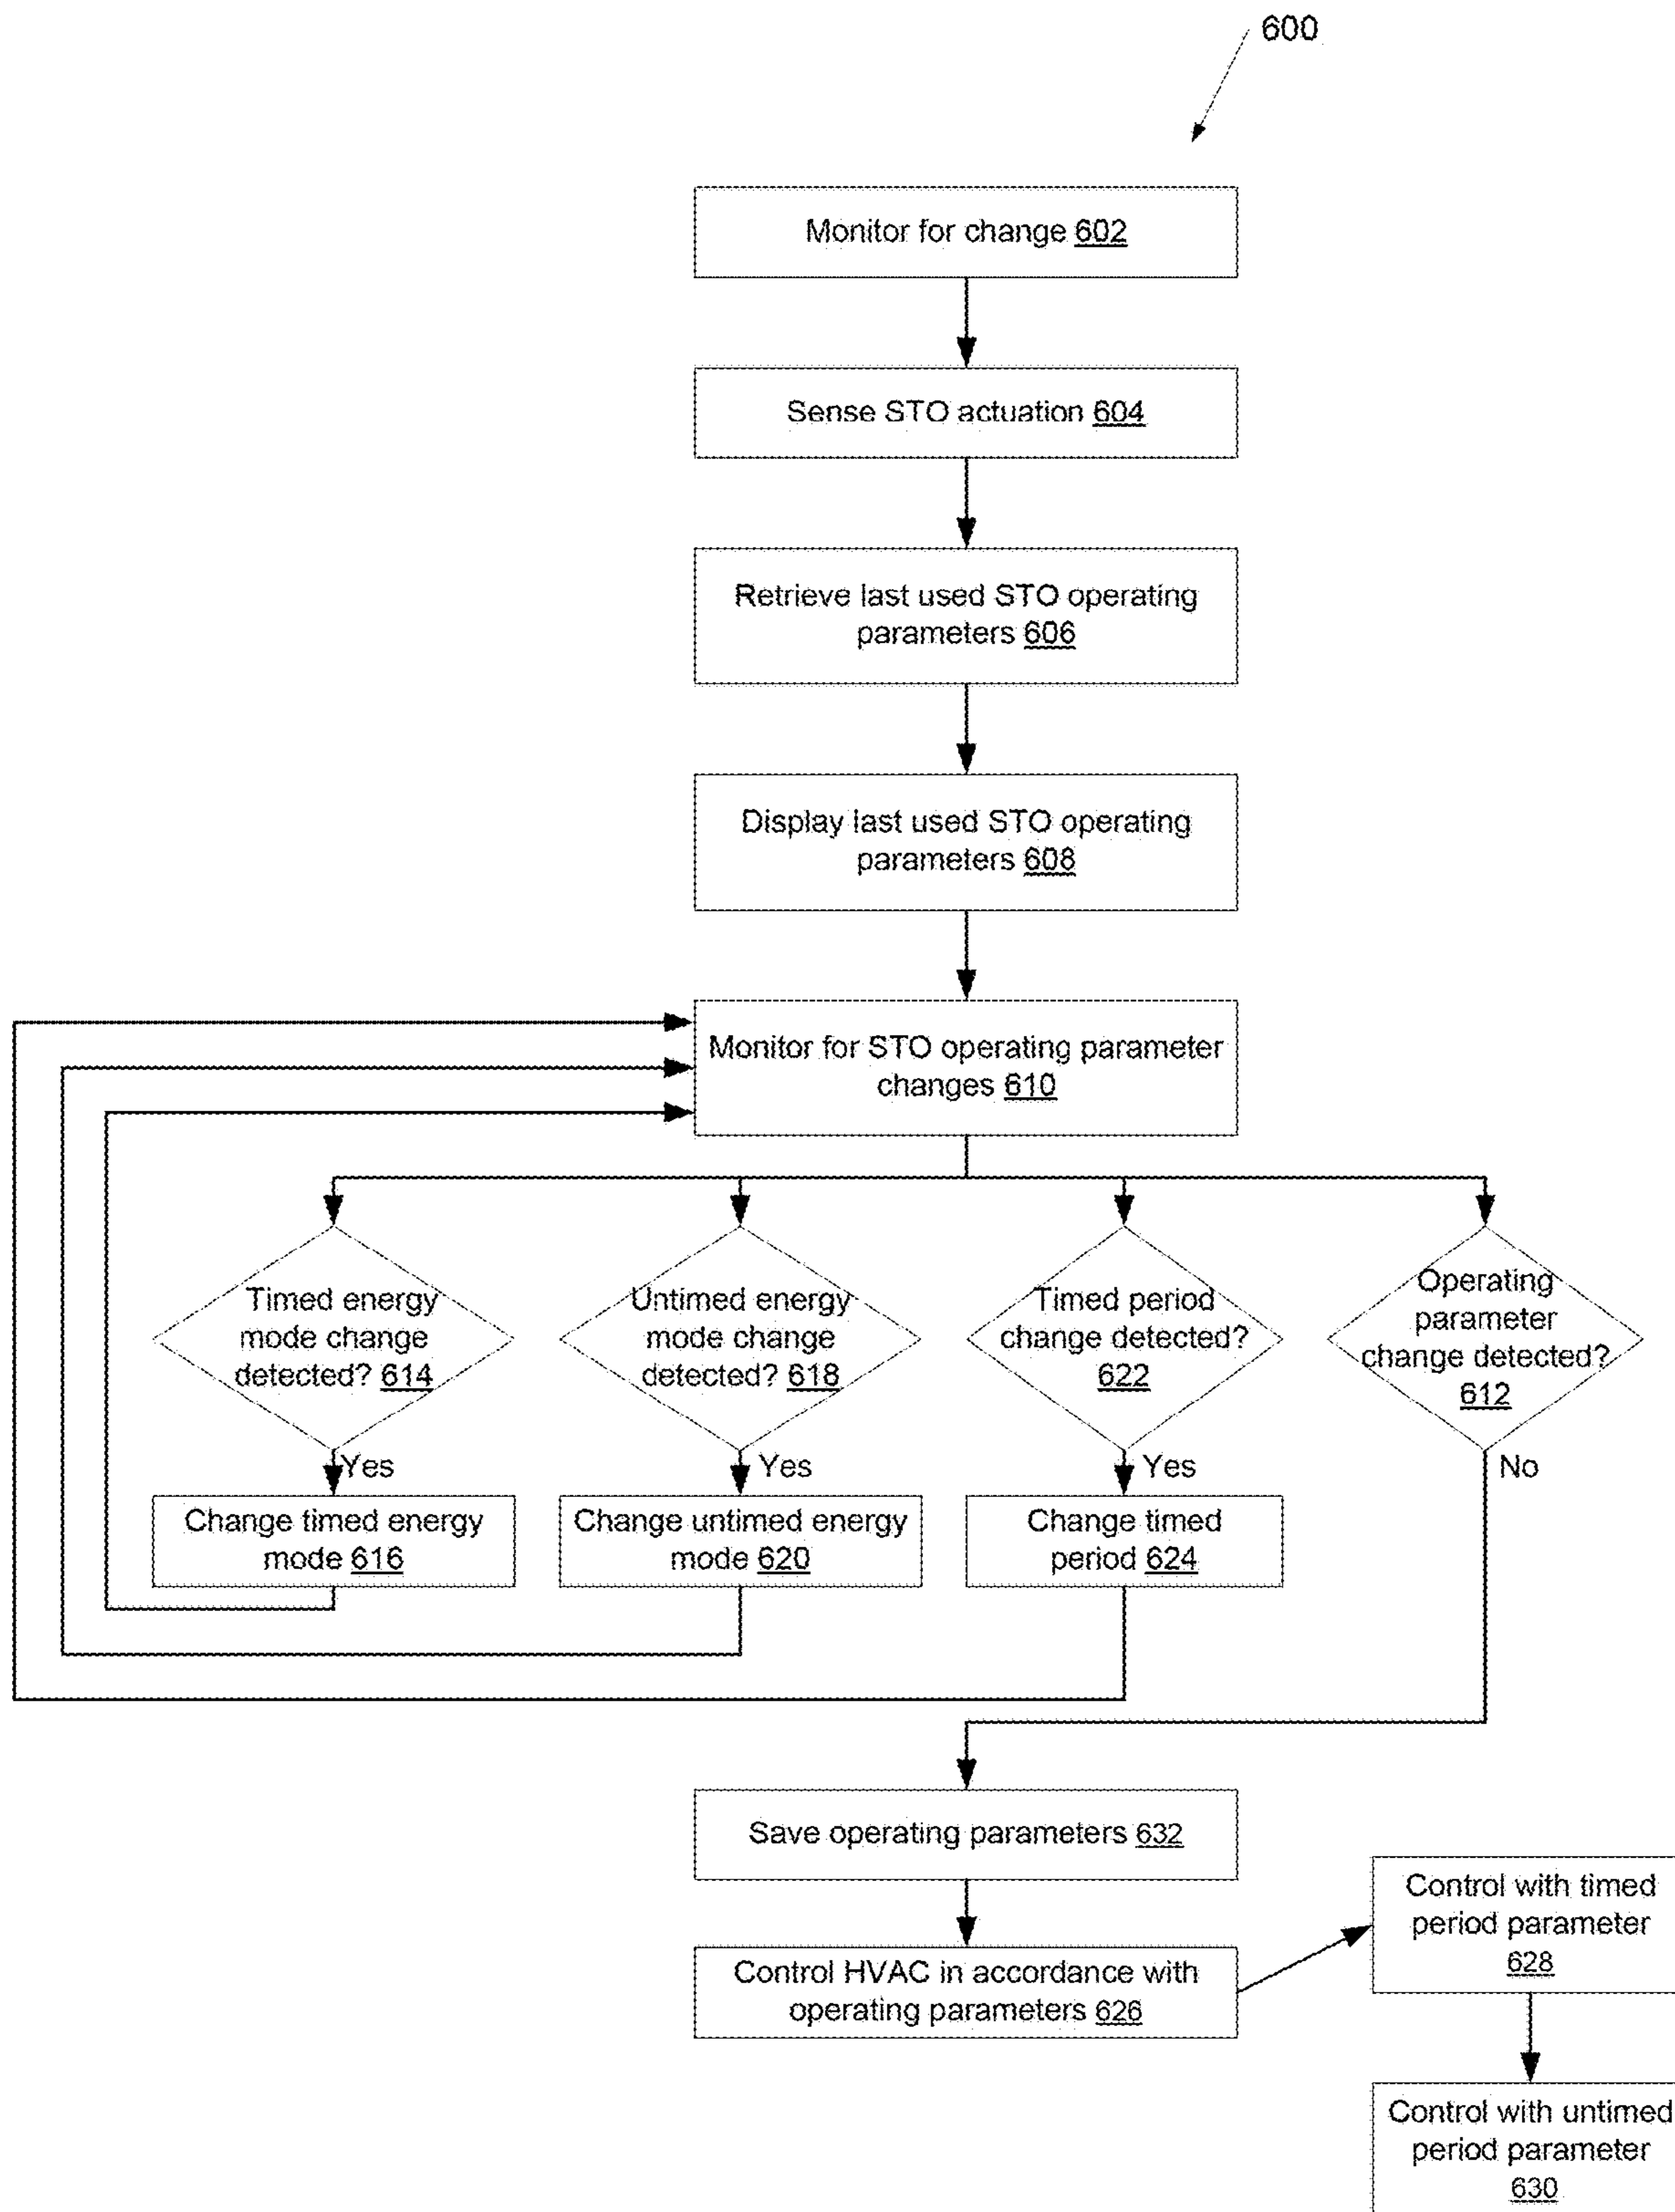 600
Monitor for change 602
Sense STO actuation 604
Retrieve last used STO operating
parameters 606
Display last used STO operating
parameters 608
Monitor for STO operating parameter
changes 610
Timed energy
mode change
detected? 614
Untimed energy
mode change
detected? 618
Timed period
change detected?
622
Operating
parameter
change detected?
612
Yes
Yes
Yes
No
Change timed energy
mode 616
Change untimed energy
mode 620
Change timed
period 624
Save operating parameters 632
Control HVAC in accordance with
operating parameters 626
Control with timed
period parameter
628
Control with untimed
period parameter
630